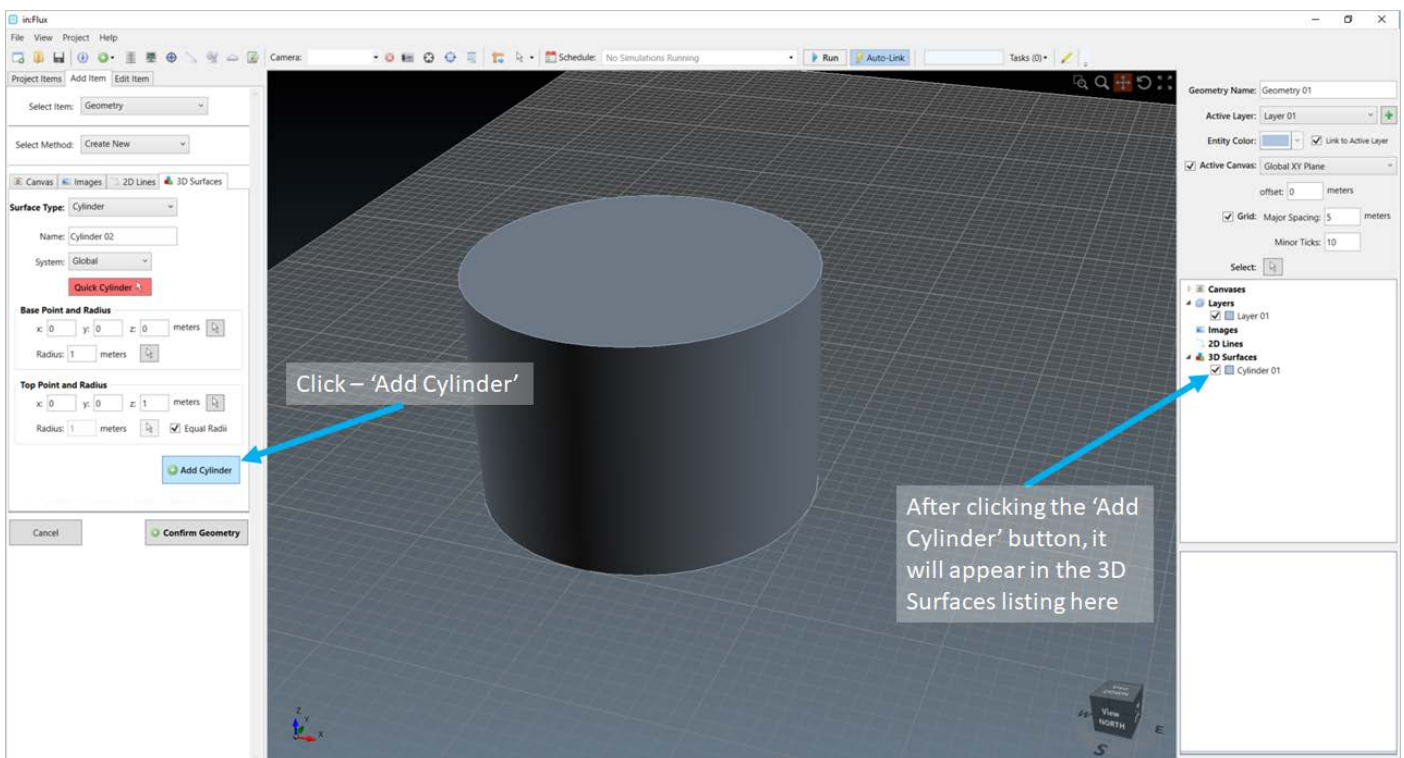 in:Flux
File View Project Help
Camera: Schedule: No Simulations Running Run Auto-Link Tasks (0)
Project Items Add Item Edit Item
Select Item: Geometry
Select Method: Create New
Canvas Images 2D Lines 3D Surfaces
Surface Type: Cylinder
Name: Cylinder 02
System: Global
Quick Cylinder
Base Point and Radius
x: 0 y: 0 z: 0 meters
Radius: 1 meters
Top Point and Radius
x: 0 y: 0 z: 1 meters
Radius: 1 meters Equal Radii
Add Cylinder
Cancel Confirm Geometry
Click – ‘Add Cylinder’
After clicking the ‘Add
Cylinder’ button, it
will appear in the 3D
Surfaces listing here
Z
Y
X
View
DOWN
W View NORTH E
S
Geometry Name: Geometry 01
Active Layer: Layer 01
Entity Color: Link to Active Layer
Active Canvas: Global XY Plane
offset: 0 meters
Grid: Major Spacing: 5 meters
Minor Ticks: 10
Select:
Canvases
Layers
Layer 01
Images
2D Lines
3D Surfaces
Cylinder 01